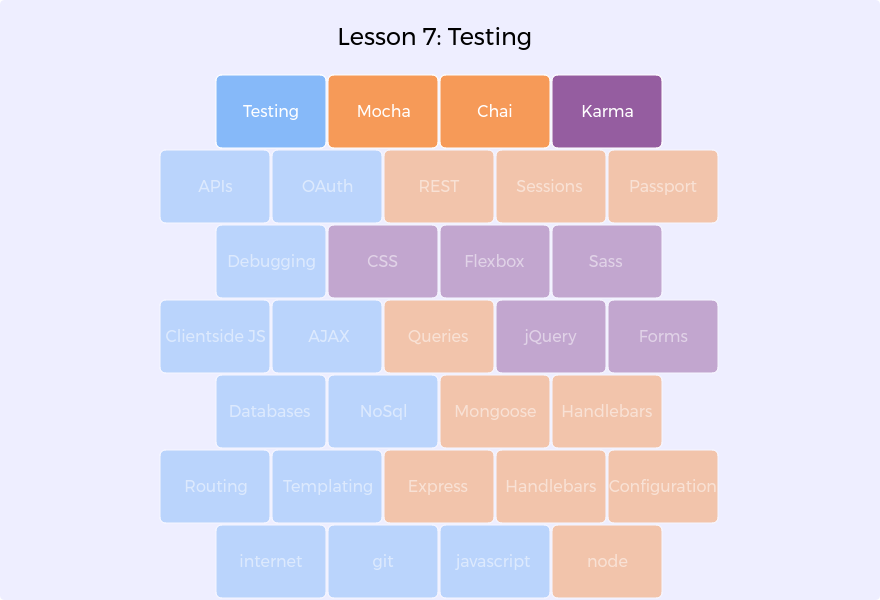 Lesson 7: Testing
Testing Mocha Chai Karma
APIs OAuth REST Sessions Passport
Debugging CSS Flexbox Sass
Clientside JS AJAX Queries jQuery Forms
Databases NoSql Mongoose Handlebars
Routing Templating Express Handlebars Configuration
internet git javascript node